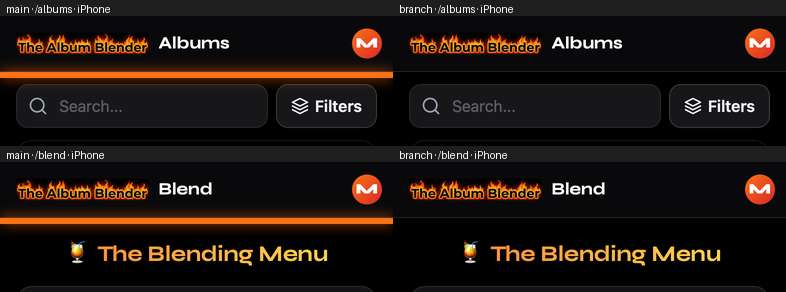 main · /albums · iPhone
branch · /albums · iPhone
The Album Blender Albums
The Album Blender Albums
Search...
Filters
Search...
Filters
main · /blend · iPhone
branch · /blend · iPhone
The Album Blender Blend
The Album Blender Blend
The Blending Menu
The Blending Menu